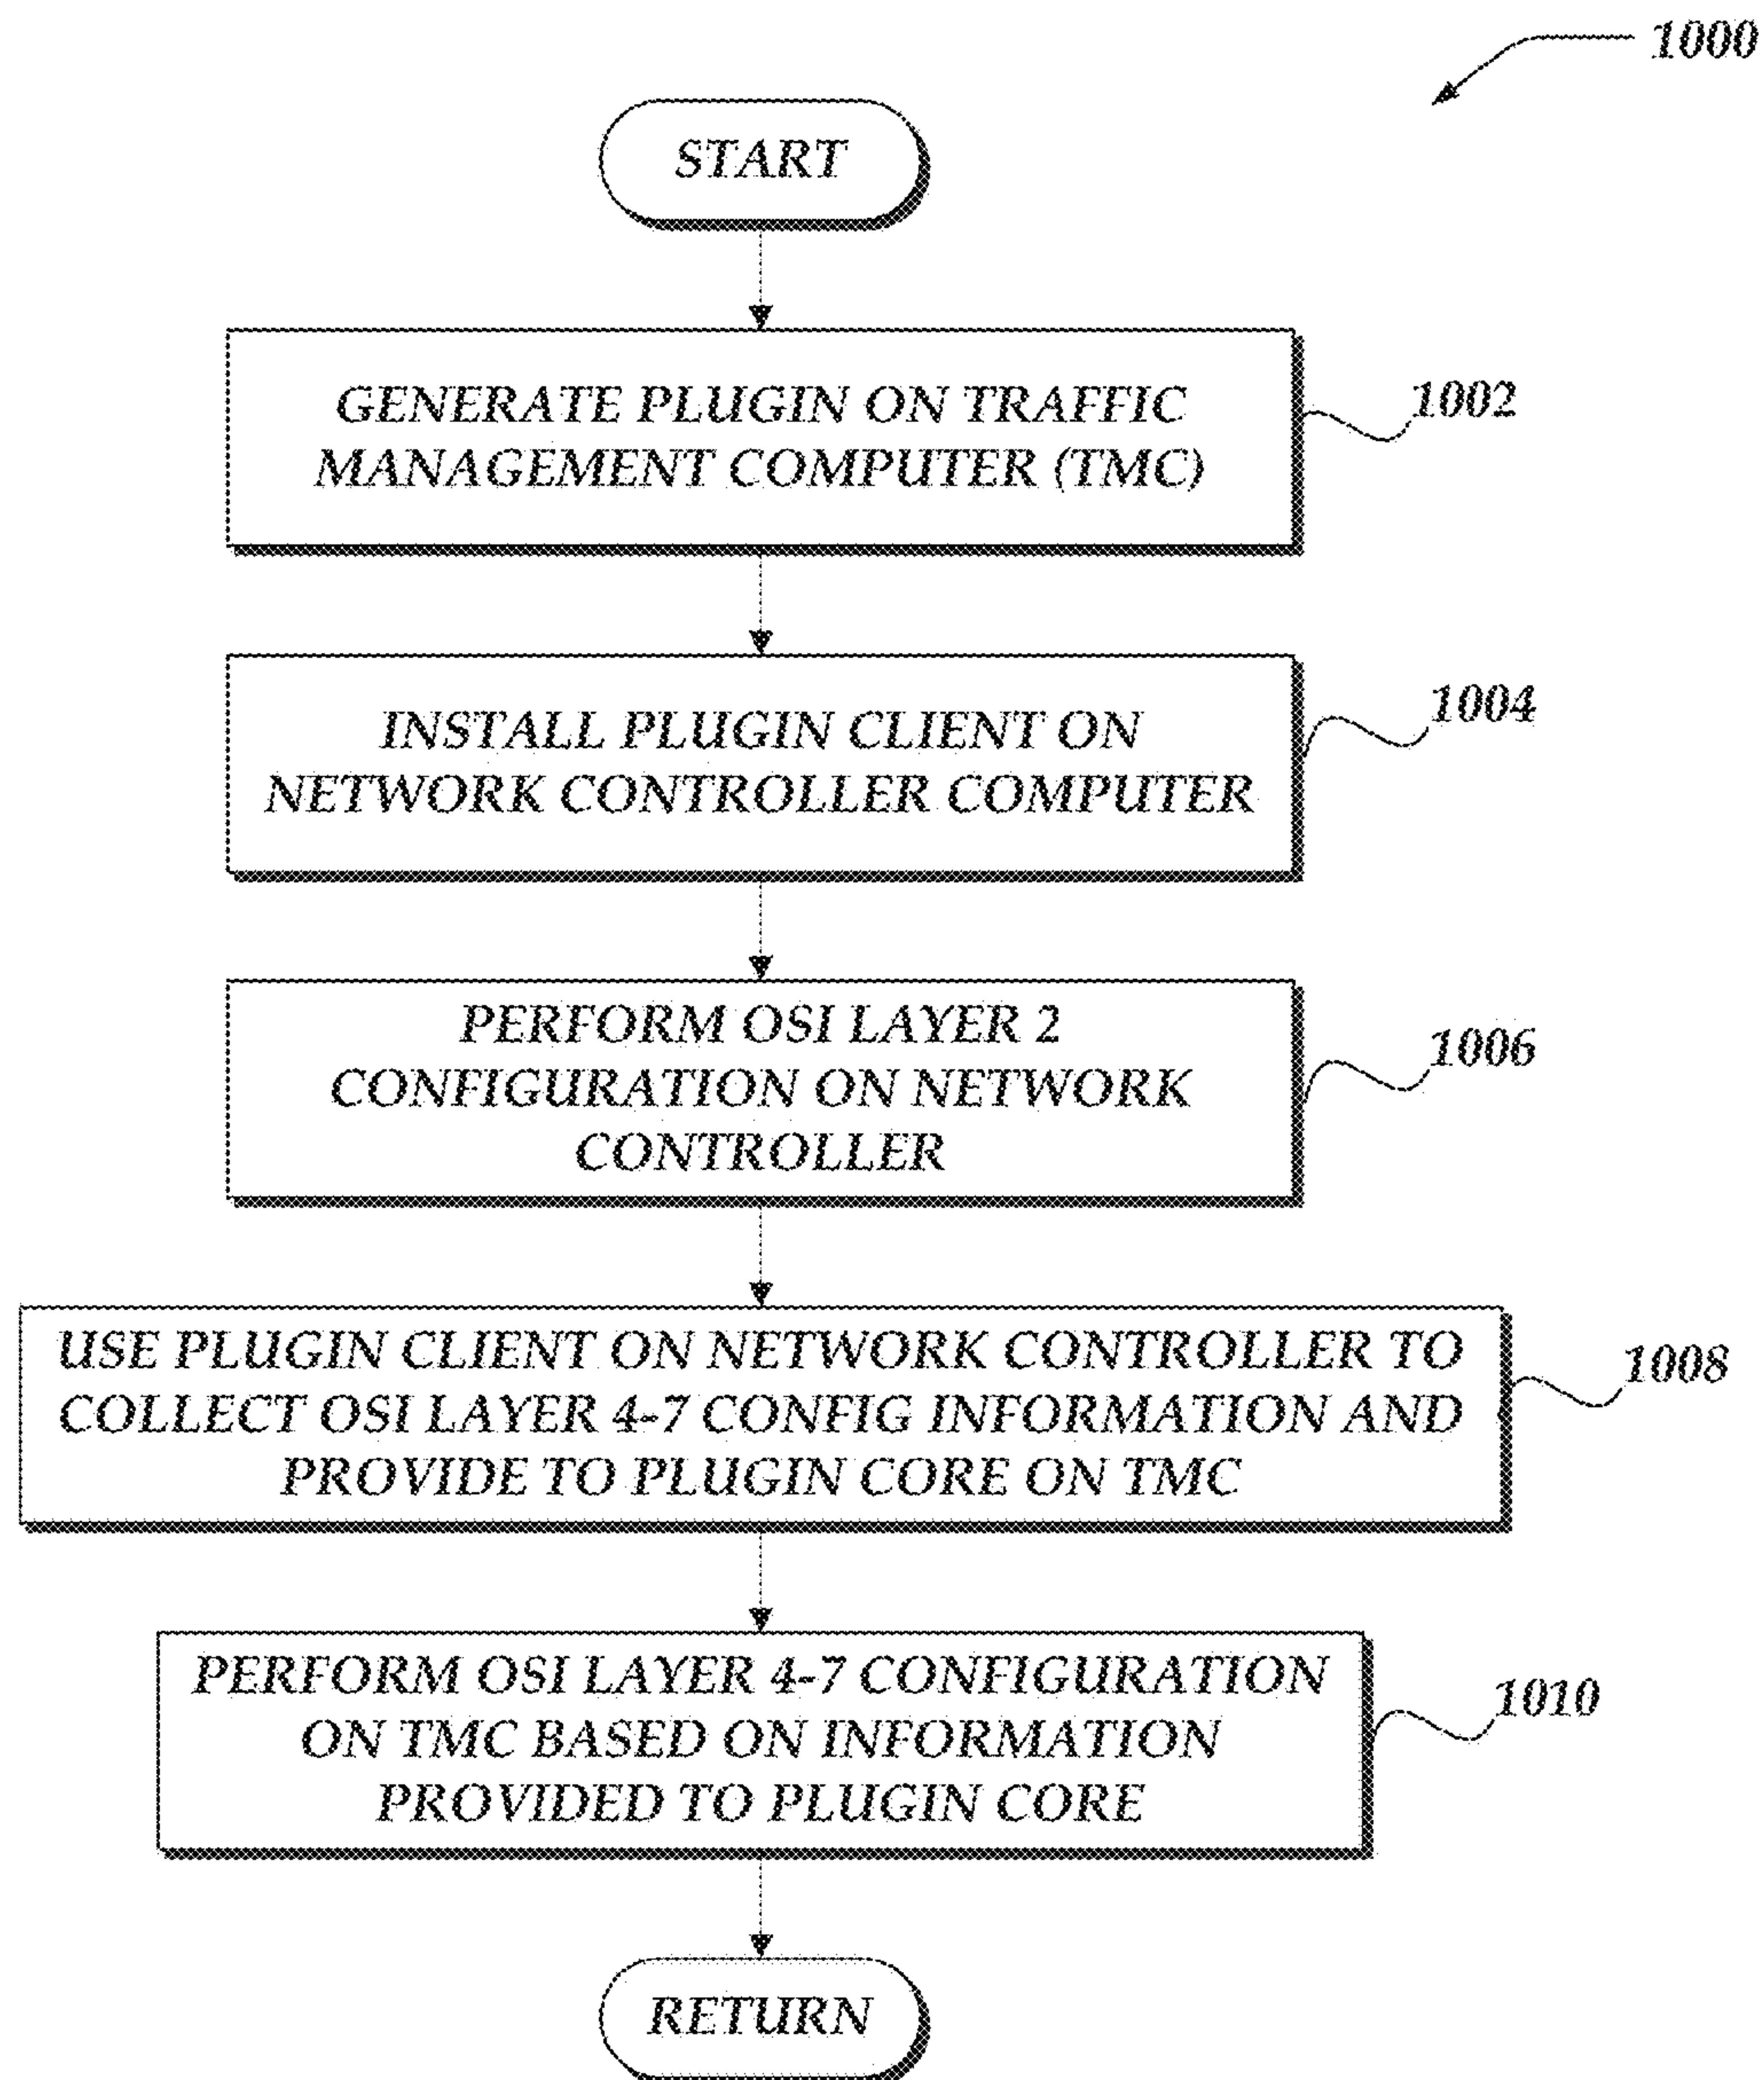 1000
START
GENERATE PLUGIN ON TRAFFIC
MANAGEMENT COMPUTER (TMC)
1002
INSTALL PLUGIN CLIENT ON
NETWORK CONTROLLER COMPUTER
1004
PERFORM OSI LAYER 2
CONFIGURATION ON NETWORK
CONTROLLER
1006
USE PLUGIN CLIENT ON NETWORK CONTROLLER TO
COLLECT OSI LAYER 4-7 CONFIG INFORMATION AND
PROVIDE TO PLUGIN CORE ON TMC
1008
PERFORM OSI LAYER 4-7 CONFIGURATION
ON TMC BASED ON INFORMATION
PROVIDED TO PLUGIN CORE
1010
RETURN